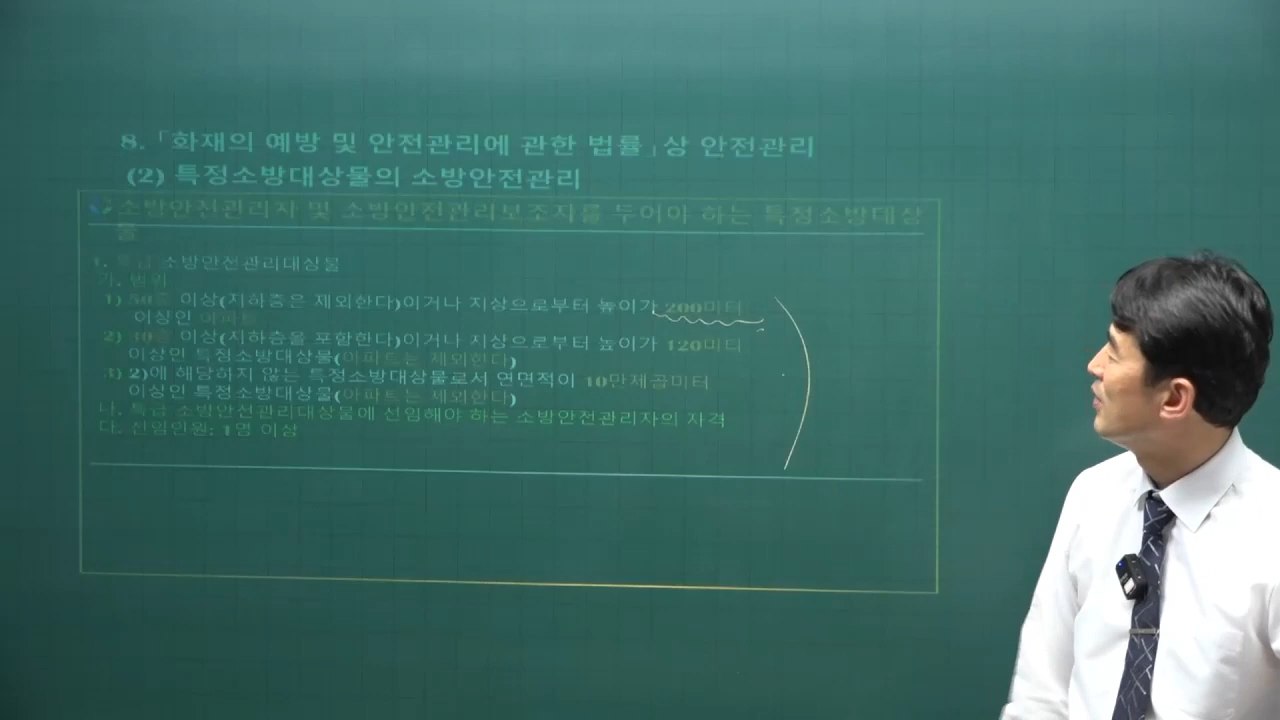 8. 「화재의 예방 및 안전관리에 관한 법률」상 안전관리
(2) 특정소방대상물의 소방안전관리
소방안전관리자 및 소방안전관리보조자를 두어야 하는 특정소방대상
물
1. 특급 소방안전관리대상물
가. 범위
1) 50층 이상(지하층은 제외한다)이거나 지상으로부터 높이가 200미터
이상인 아파트
2) 30층 이상(지하층을 포함한다)이거나 지상으로부터 높이가 120미터
이상인 특정소방대상물(아파트는 제외한다)
3) 2)에 해당하지 않는 특정소방대상물로서 연면적이 10만제곱미터
이상인 특정소방대상물(아파트는 제외한다)
나. 특급 소방안전관리대상물에 선임해야 하는 소방안전관리자의 자격
다. 선임인원: 1명 이상